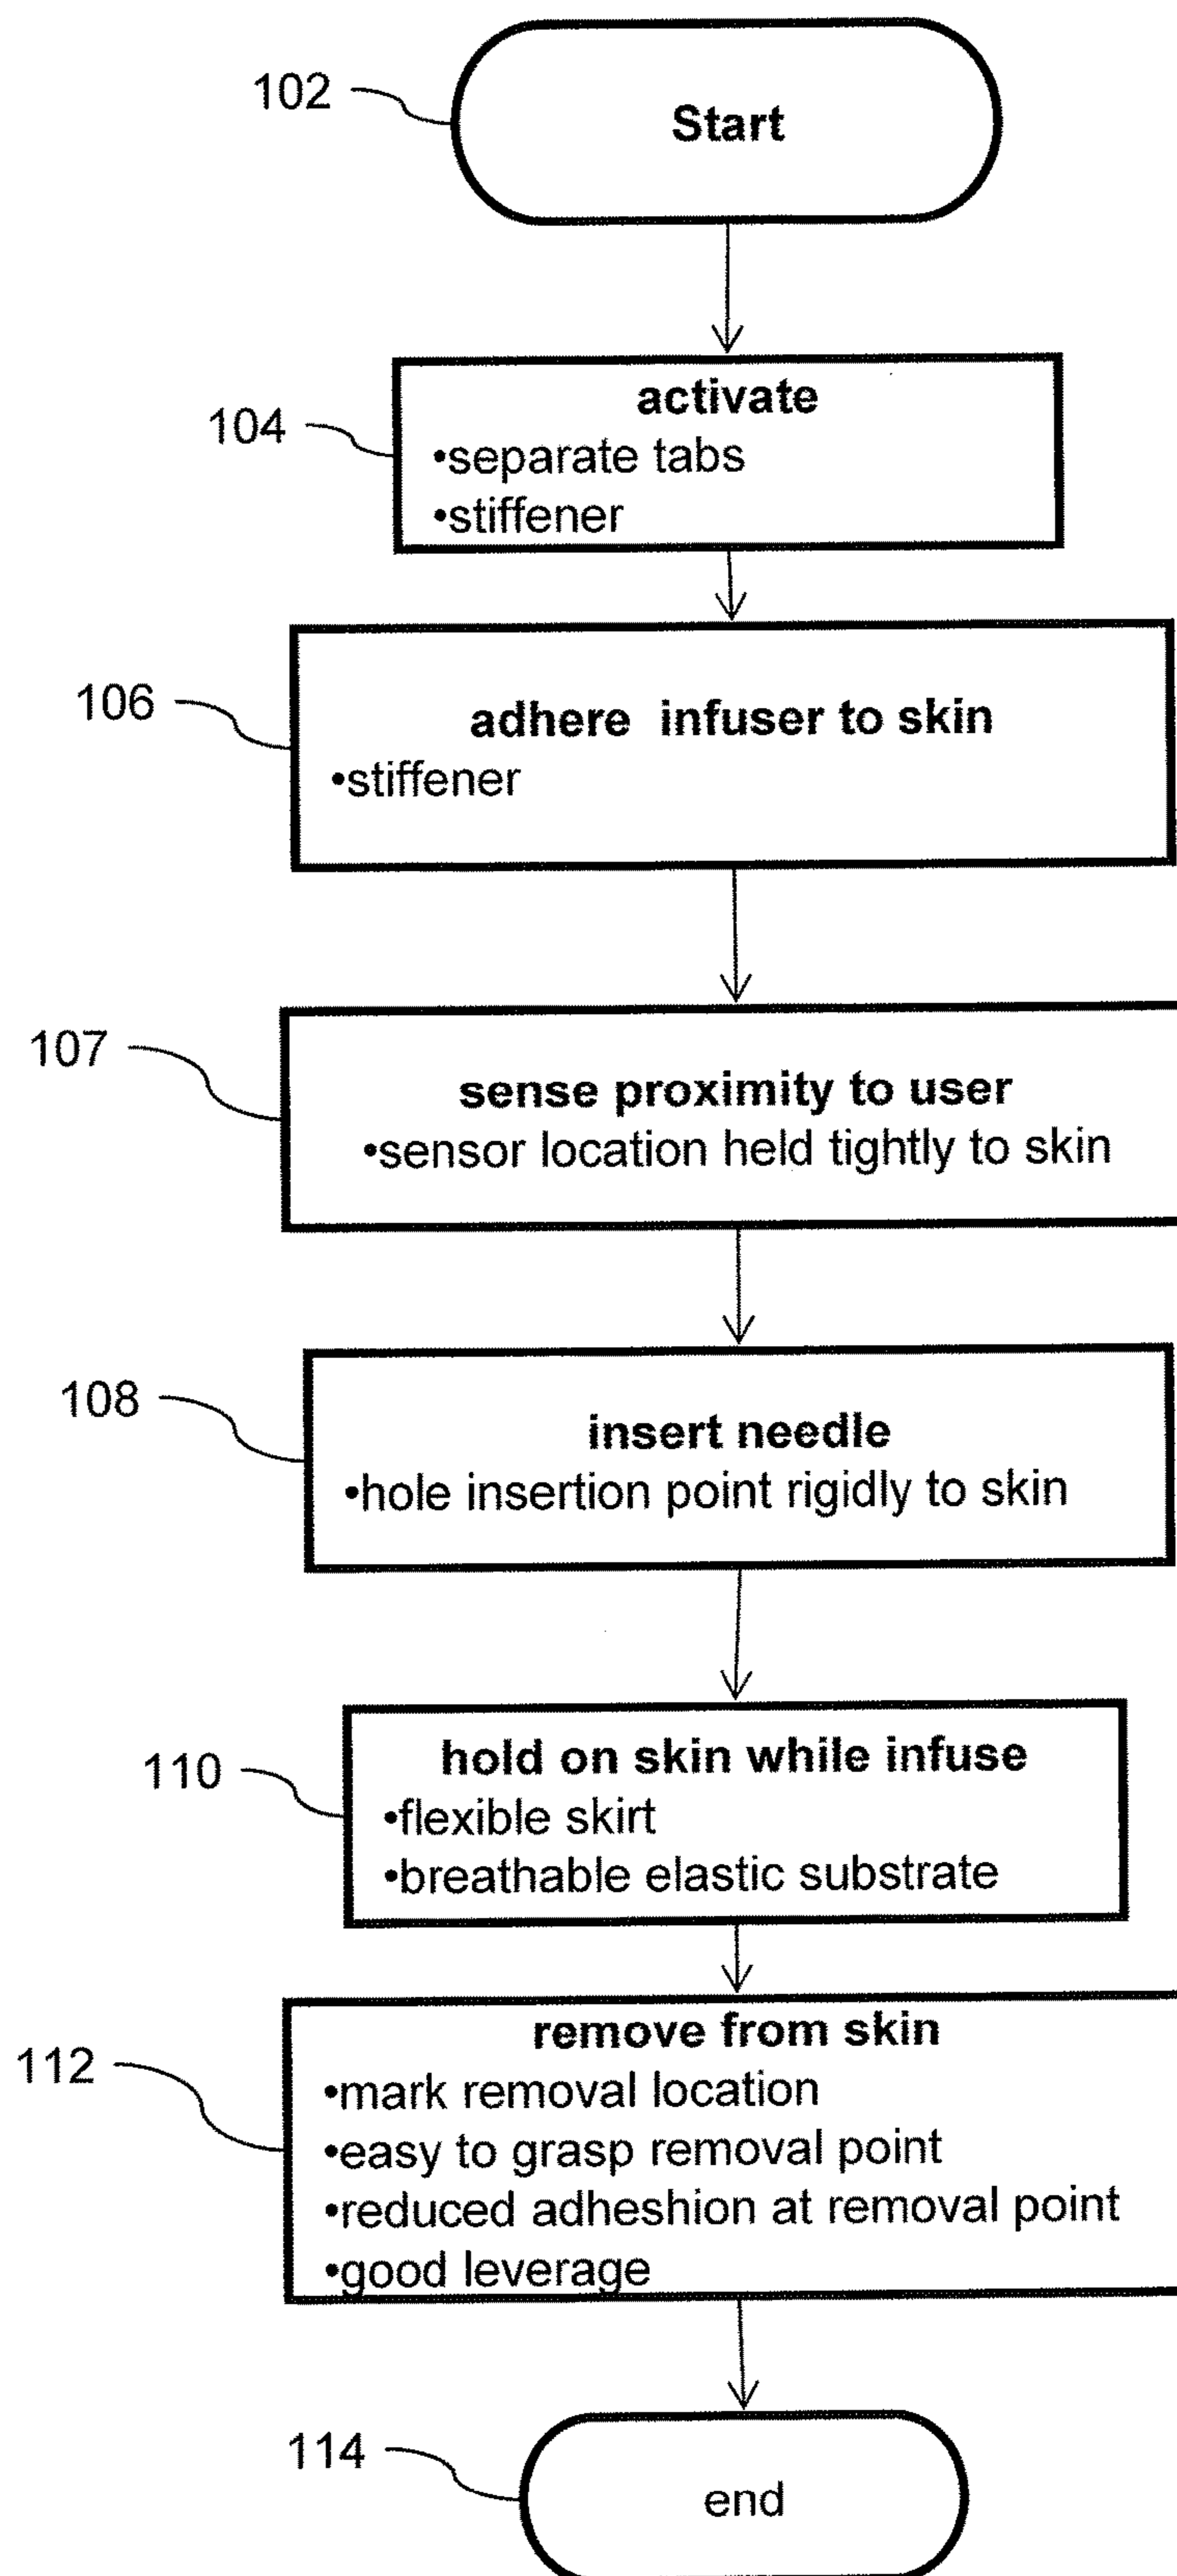 102
Start
104
activate
•separate tabs
•stiffener
106
adhere infuser to skin
•stiffener
107
sense proximity to user
•sensor location held tightly to skin
108
insert needle
•hole insertion point rigidly to skin
110
hold on skin while infuse
•flexible skirt
•breathable elastic substrate
112
remove from skin
•mark removal location
•easy to grasp removal point
•reduced adheshion at removal point
•good leverage
114
end